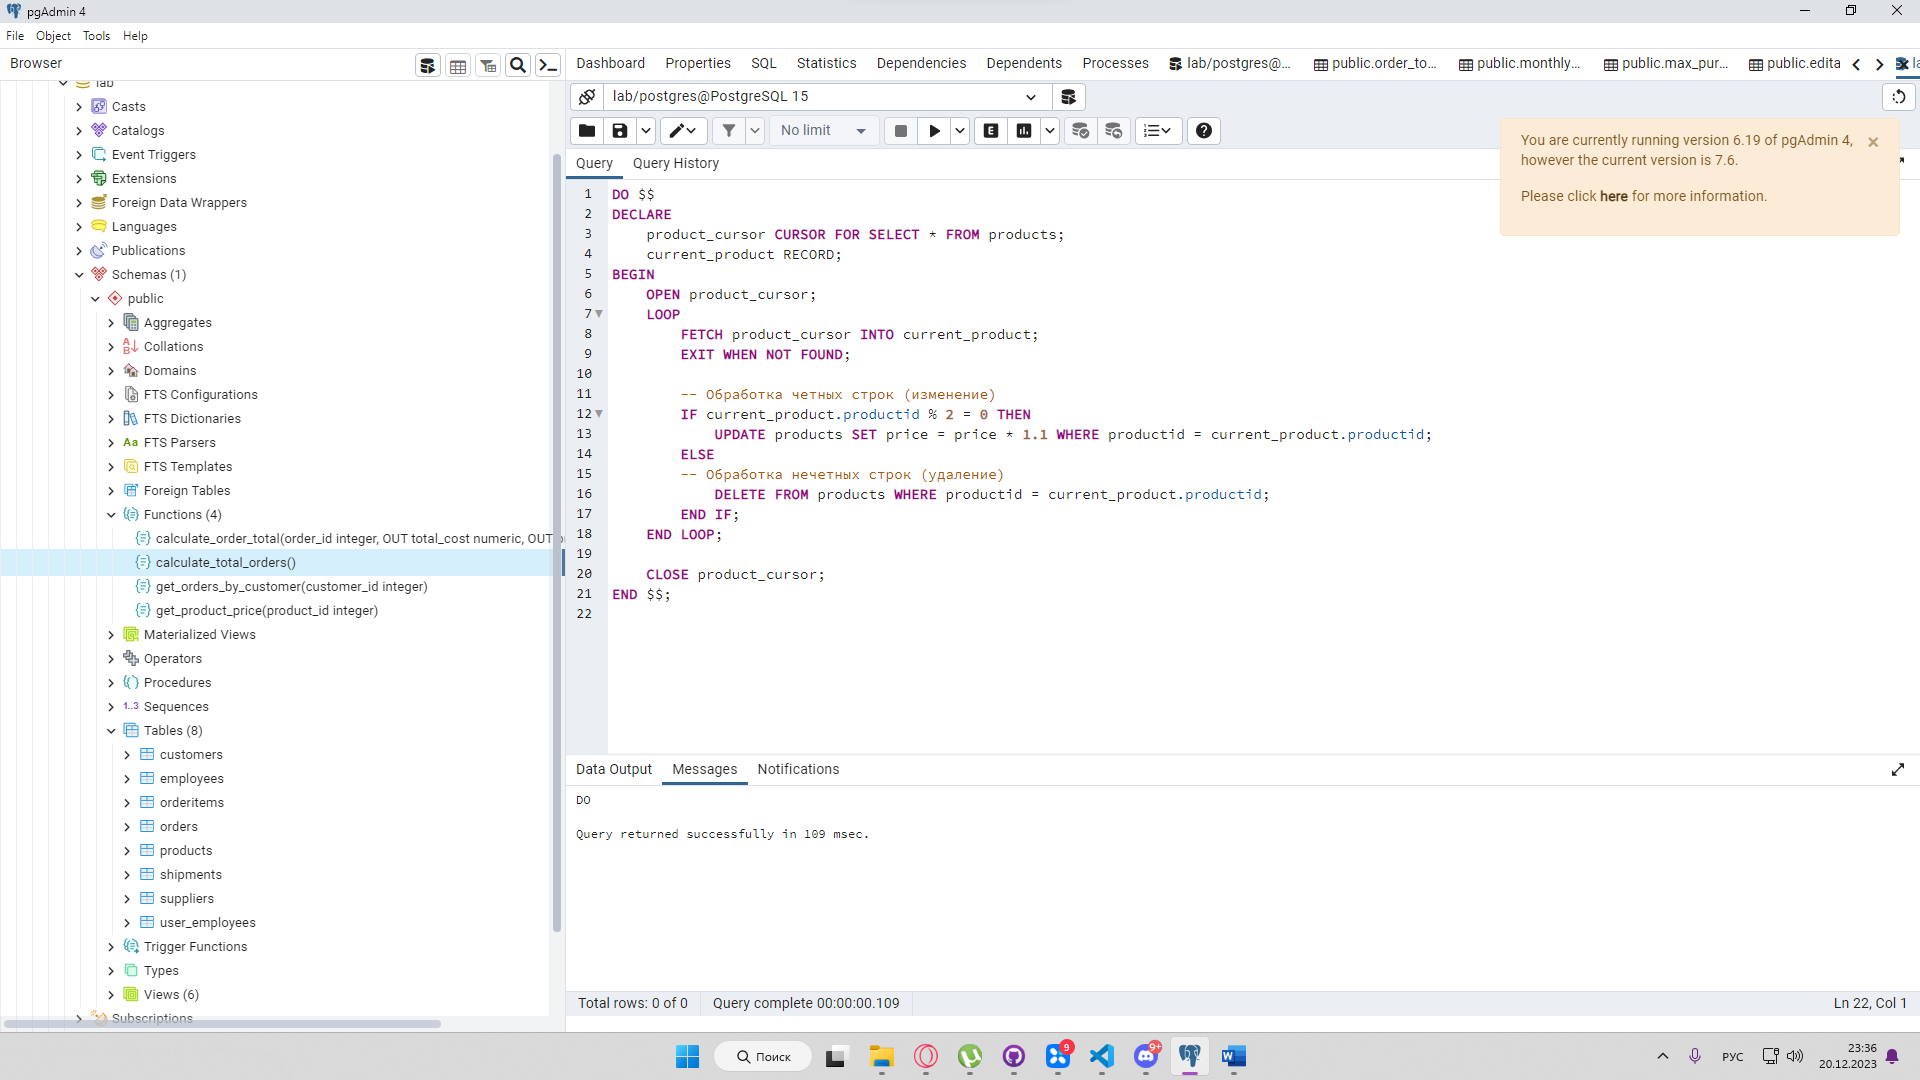 pgAdmin 4
File Object Tools Help
Browser
Dashboard Properties SQL Statistics Dependencies Dependents Processes lab/postgres@... public.order_to... public.monthly... public.max_pur... public.edita
lab
Casts
Catalogs
Event Triggers
Extensions
Foreign Data Wrappers
Languages
Publications
Schemas (1)
public
Aggregates
Collations
Domains
FTS Configurations
FTS Dictionaries
FTS Parsers
FTS Templates
Foreign Tables
Functions (4)
calculate_order_total(order_id integer, OUT total_cost numeric, OUT
calculate_total_orders()
get_orders_by_customer(customer_id integer)
get_product_price(product_id integer)
Materialized Views
Operators
Procedures
1..3 Sequences
Tables (8)
customers
employees
orderitems
orders
products
shipments
suppliers
user_employees
Trigger Functions
Types
Views (6)
Subscriptions
lab/postgres@PostgreSQL 15
No limit
You are currently running version 6.19 of pgAdmin 4,
however the current version is 7.6.
Please click here for more information.
Query Query History
1 DO $$
2 DECLARE
3 product_cursor CURSOR FOR SELECT * FROM products;
4 current_product RECORD;
5 BEGIN
6 OPEN product_cursor;
7 LOOP
8 FETCH product_cursor INTO current_product;
9 EXIT WHEN NOT FOUND;
10
11 -- Обработка четных строк (изменение)
12 IF current_product.productid % 2 = 0 THEN
13 UPDATE products SET price = price * 1.1 WHERE productid = current_product.productid;
14 ELSE
15 -- Обработка нечетных строк (удаление)
16 DELETE FROM products WHERE productid = current_product.productid;
17 END IF;
18 END LOOP;
19
20 CLOSE product_cursor;
21 END $$;
22
Data Output Messages Notifications
DO
Query returned successfully in 109 msec.
Total rows: 0 of 0 Query complete 00:00:00.109 Ln 22, Col 1
Поиск
9
9+
РУС
23:36
20.12.2023